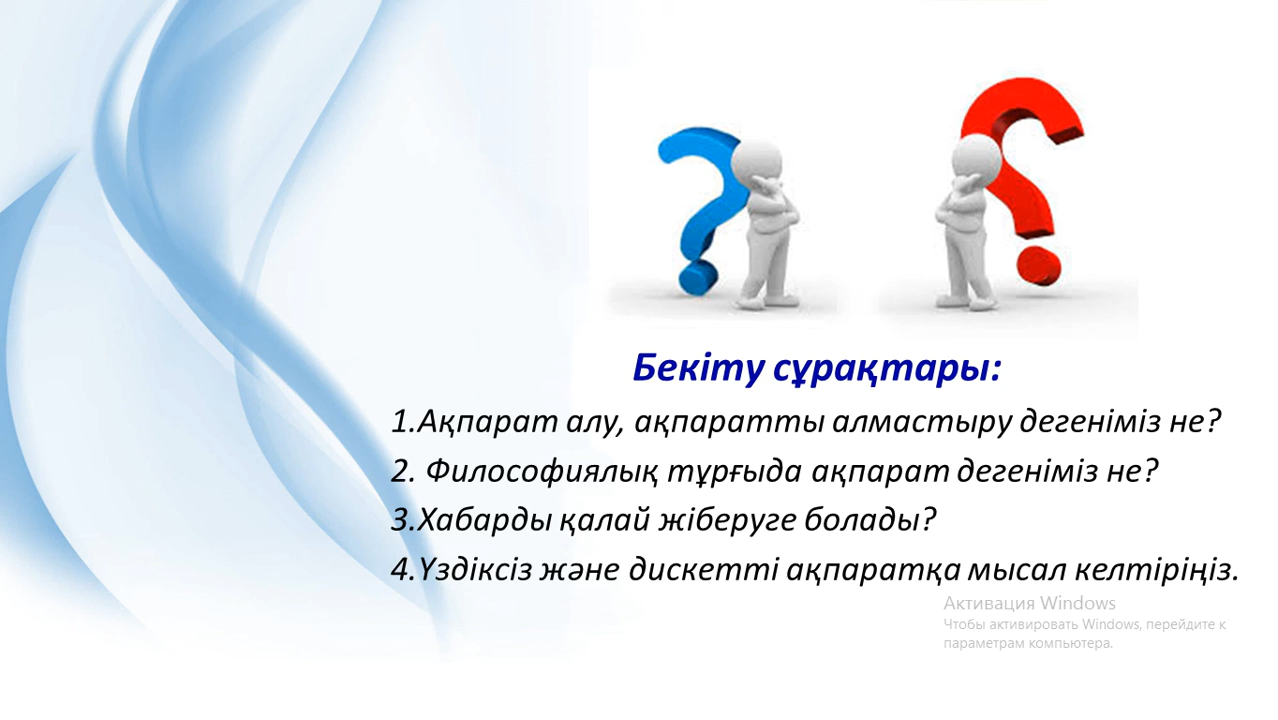 Бекіту сұрақтары:
1.Ақпарат алу, ақпаратты алмастыру дегеніміз не?
2. Философиялық тұрғыда ақпарат дегеніміз не?
3.Хабарды қалай жіберуге болады?
4.Үздіксіз және дискетті ақпаратқа мысал келтіріңіз.
Активация Windows
Чтобы активировать Windows, перейдите к
параметрам компьютера.